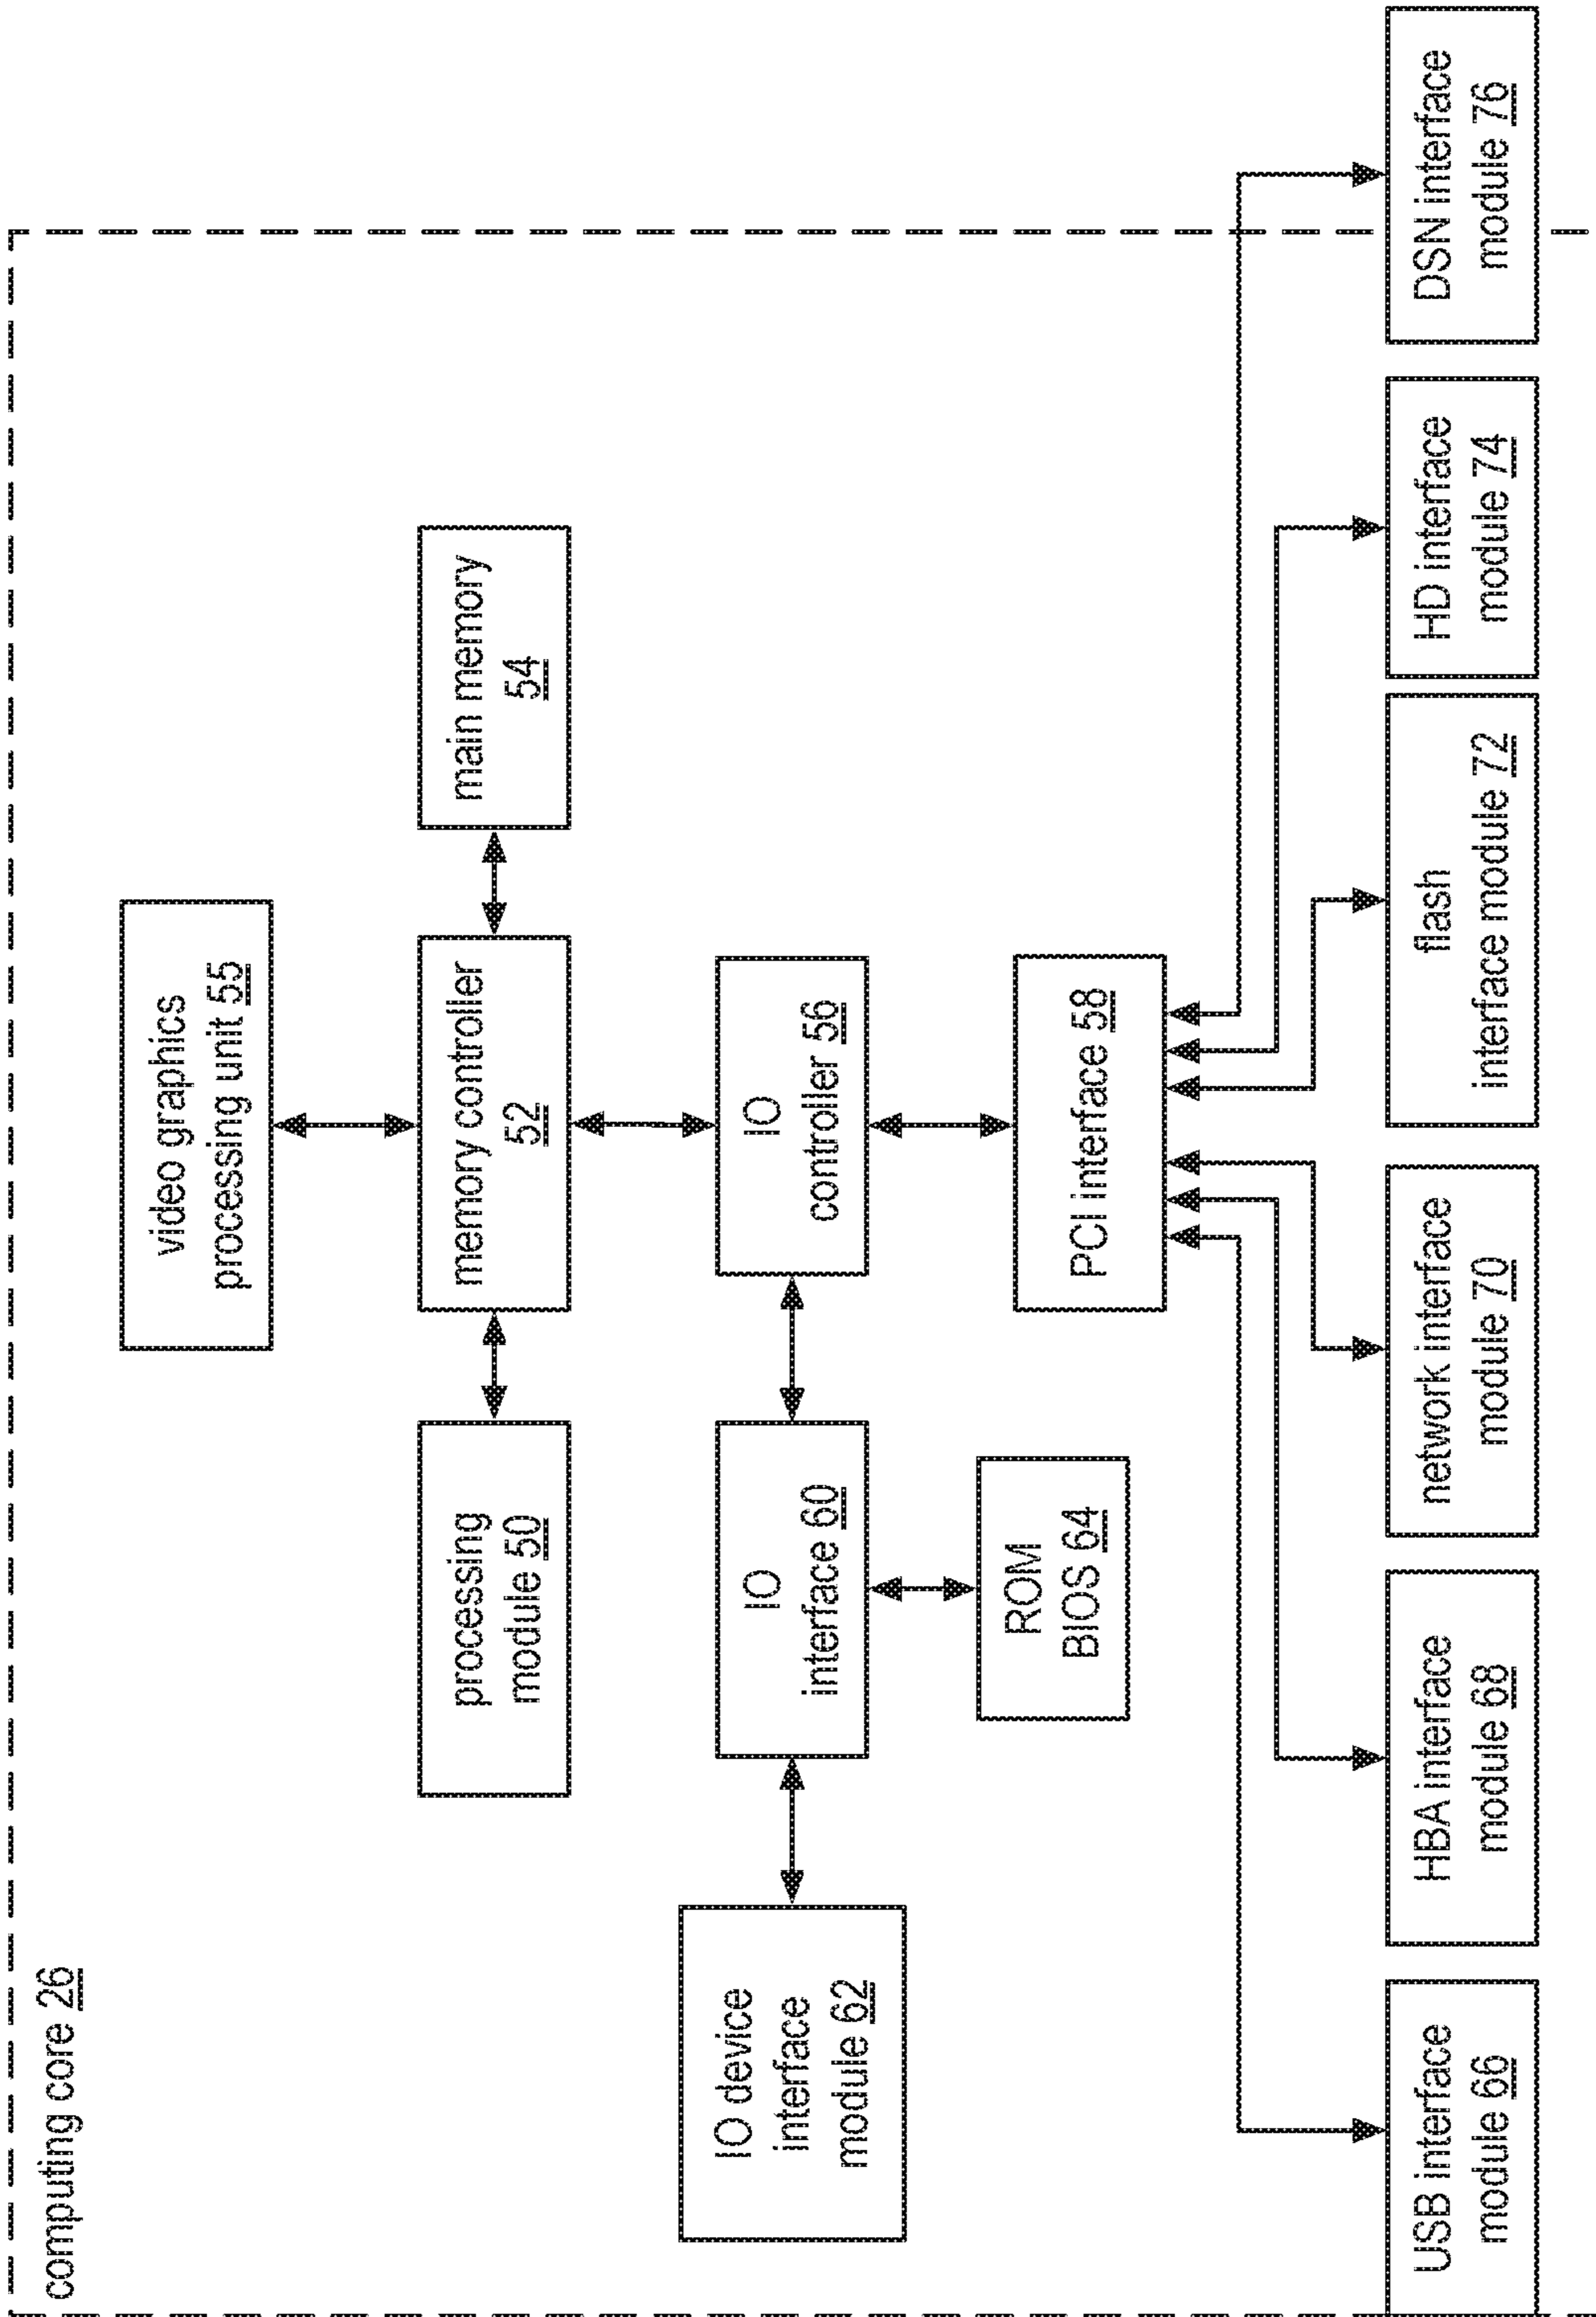 computing core 26
video graphics
processing unit 55
processing
module 50
memory controller
52
main memory
54
IO device
interface
module 62
IO
interface 60
IO
controller 56
ROM
BIOS 64
PCI interface 58
USB interface
module 66
HBA interface
module 68
network interface
module 70
flash
interface module 72
HD interface
module 74
DSN interface
module 76